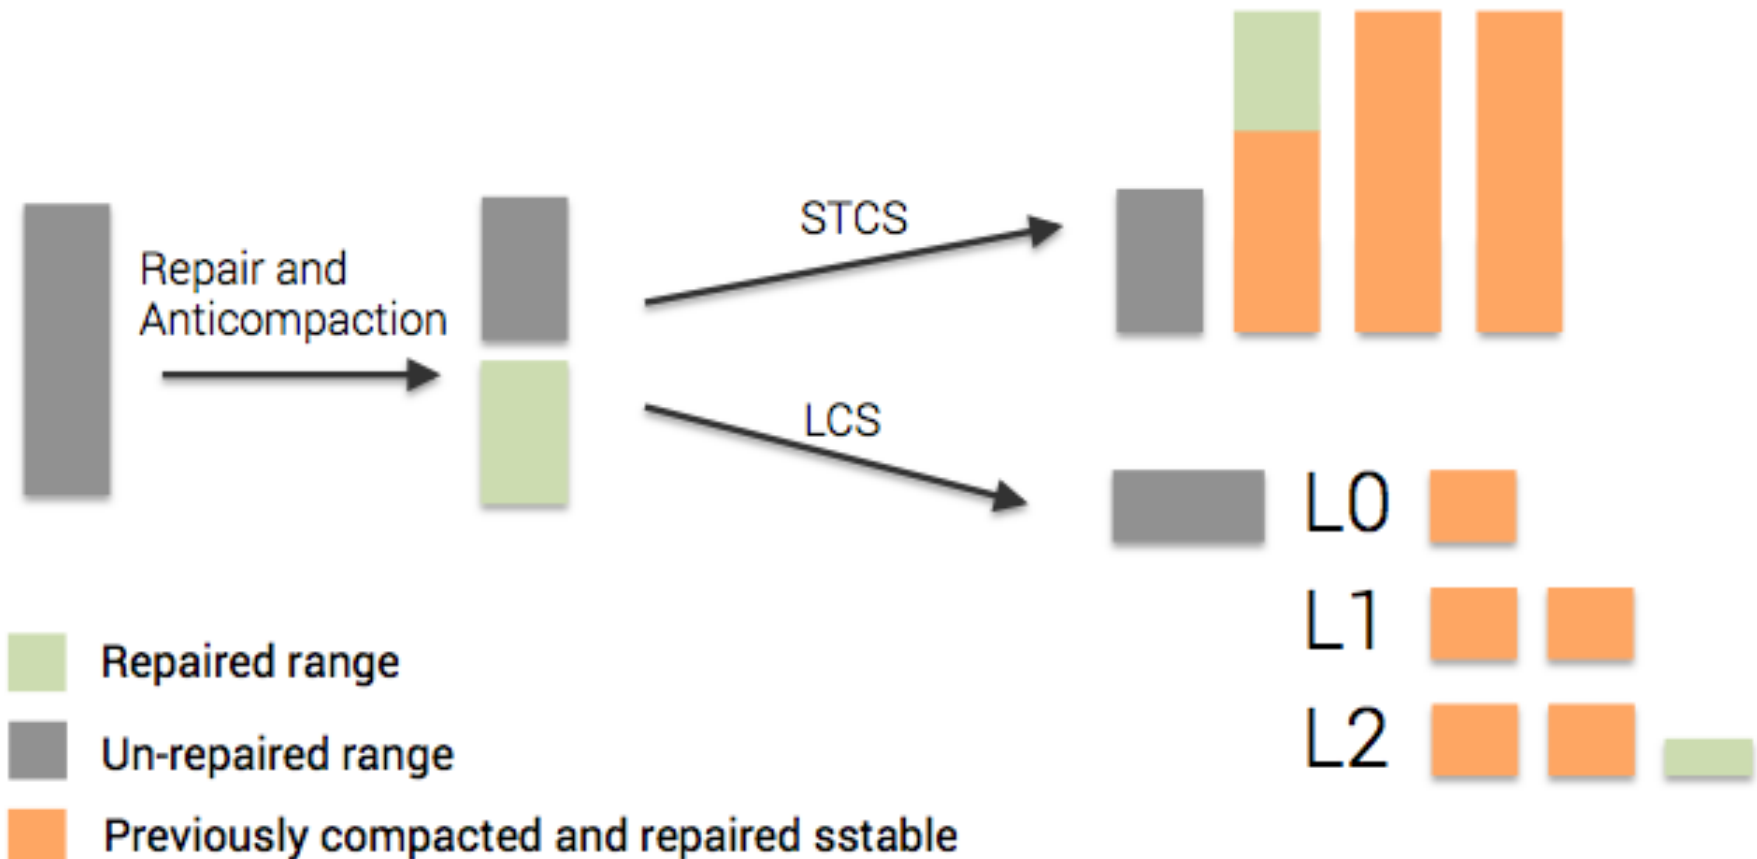 Repair and
Anticompaction
STCS
LCS
L0
L1
L2
Repaired range
Un-repaired range
Previously compacted and repaired sstable